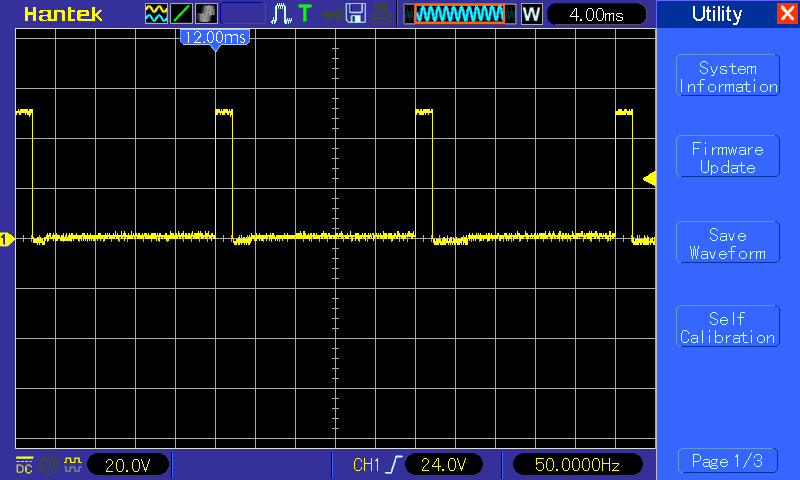 Hantek
T
W
4.00ms
Utility
12.00ms
System
Information
Firmware
Update
1
Save
Waveform
Self
Calibration
DC
20.0V
CH1
24.0V
50.0000Hz
Page 1/3